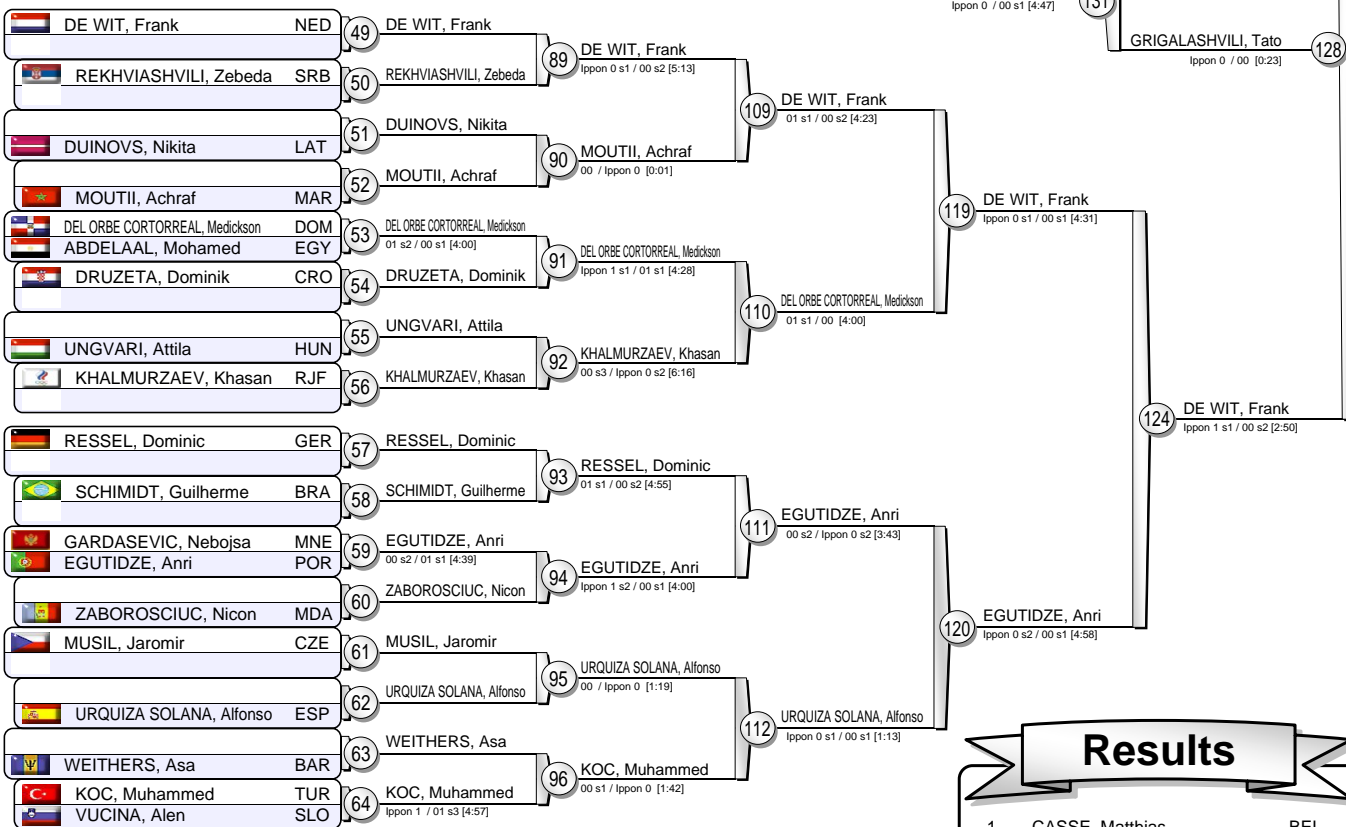 Ippon 0 / 00 s1 [4:47]
131
GRIGALASHVILI, Tato
Ippon 0 / 00 [0:23]
128
DE WIT, Frank NED
49
DE WIT, Frank
REKHVIASHVILI, Zebeda SRB
50
REKHVIASHVILI, Zebeda
89
DE WIT, Frank
Ippon 0 s1 / 00 s2 [5:13]
DUINOVS, Nikita LAT
51
DUINOVS, Nikita
MOUTII, Achraf MAR
52
MOUTII, Achraf
90
MOUTII, Achraf
00 / Ippon 0 [0:01]
109
DE WIT, Frank
01 s1 / 00 s2 [4:23]
DEL ORBE CORTORREAL, Medickson DOM
ABDELAAL, Mohamed EGY
53
DEL ORBE CORTORREAL, Medickson
01 s2 / 00 s1 [4:00]
DRUZETA, Dominik CRO
54
DRUZETA, Dominik
91
DEL ORBE CORTORREAL, Medickson
Ippon 1 s1 / 01 s1 [4:28]
UNGVARI, Attila HUN
55
UNGVARI, Attila
KHALMURZAEV, Khasan RJF
56
KHALMURZAEV, Khasan
92
KHALMURZAEV, Khasan
00 s3 / Ippon 0 s2 [6:16]
110
DEL ORBE CORTORREAL, Medickson
01 s1 / 00 [4:00]
119
DE WIT, Frank
Ippon 0 s1 / 00 s1 [4:31]
RESSEL, Dominic GER
57
RESSEL, Dominic
SCHIMIDT, Guilherme BRA
58
SCHIMIDT, Guilherme
93
RESSEL, Dominic
01 s1 / 00 s2 [4:55]
GARDASEVIC, Nebojsa MNE
EGUTIDZE, Anri POR
59
EGUTIDZE, Anri
00 s2 / 01 s1 [4:39]
ZABOROSCIUC, Nicon MDA
60
ZABOROSCIUC, Nicon
94
EGUTIDZE, Anri
Ippon 1 s2 / 00 s1 [4:00]
111
EGUTIDZE, Anri
00 s2 / Ippon 0 s2 [3:43]
MUSIL, Jaromir CZE
61
MUSIL, Jaromir
URQUIZA SOLANA, Alfonso ESP
62
URQUIZA SOLANA, Alfonso
95
URQUIZA SOLANA, Alfonso
00 / Ippon 0 [1:19]
WEITHERS, Asa BAR
63
WEITHERS, Asa
KOC, Muhammed TUR
VUCINA, Alen SLO
64
KOC, Muhammed
Ippon 1 / 01 s3 [4:57]
96
KOC, Muhammed
00 s1 / Ippon 0 [1:42]
112
URQUIZA SOLANA, Alfonso
Ippon 0 s1 / 00 s1 [1:13]
120
EGUTIDZE, Anri
Ippon 0 s2 / 00 s1 [4:58]
124
DE WIT, Frank
Ippon 1 s1 / 00 s2 [2:50]
Results
1 CASSE, Matthias BEL